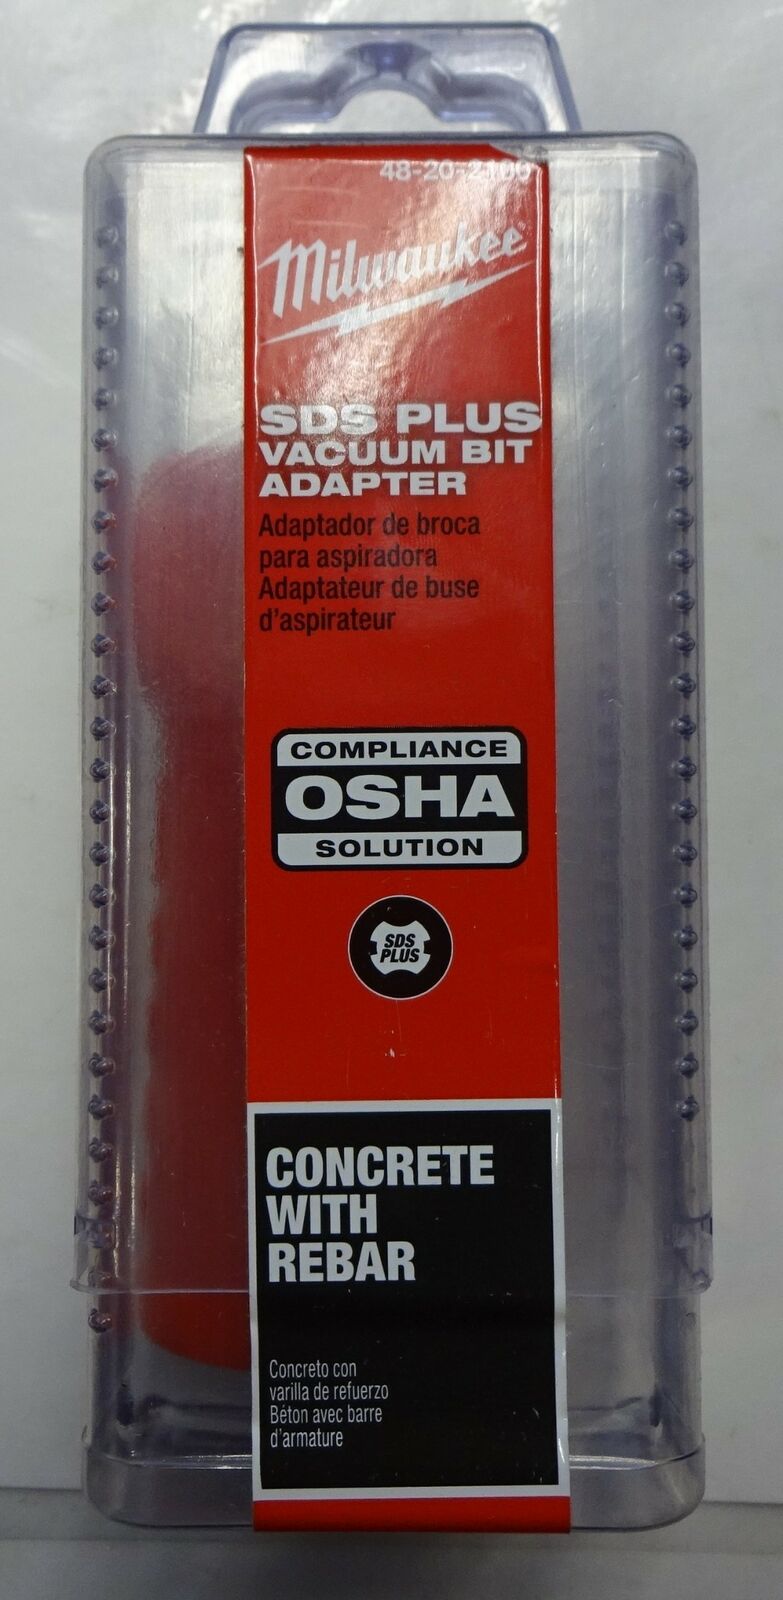 48-20-2100
Milwaukee
SDS PLUS
VACUUM BIT
ADAPTER
Adaptador de broca
para aspiradora
Adaptateur de buse
d'aspirateur
COMPLIANCE
OSHA
SOLUTION
SDS
PLUS
CONCRETE
WITH
REBAR
Concreto con
varilla de refuerzo
Béton avec barre
d'armature